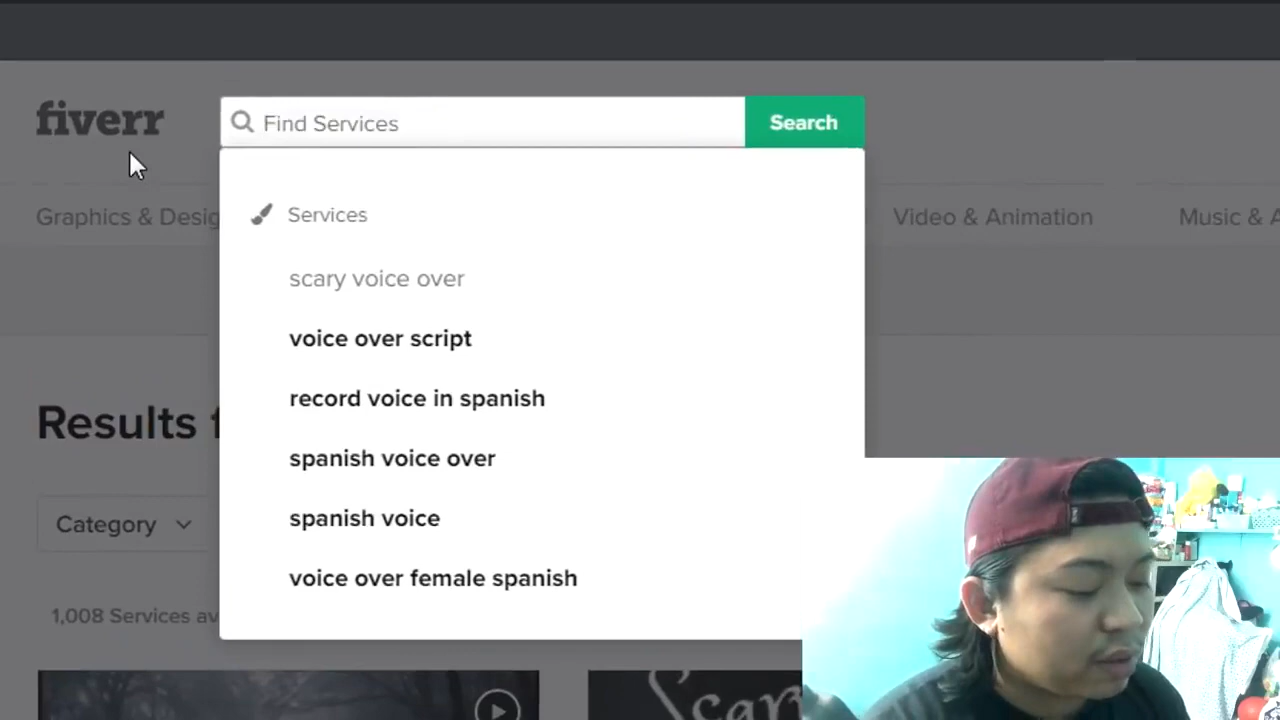 fiverr
Find Services
Search
Graphics & Desig
Video & Animation
Music & A
Services
scary voice over
voice over script
record voice in spanish
spanish voice over
spanish voice
voice over female spanish
Results f
Category
1,008 Services av
Scary